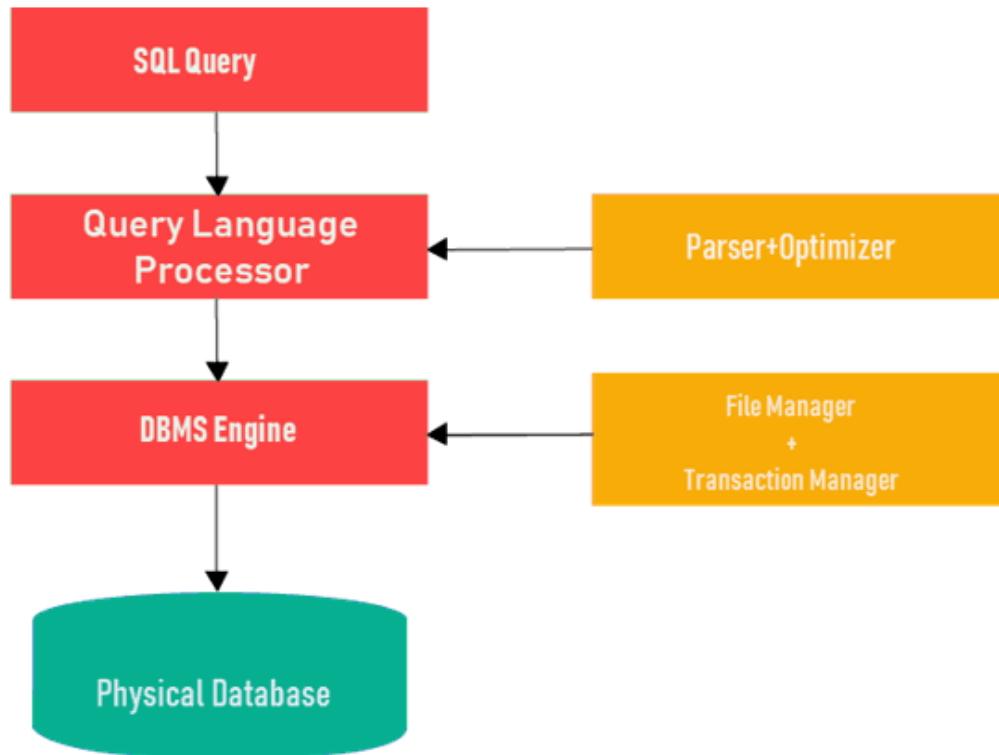 SQL Query
Query Language
Processor
Parser+Optimizer
DBMS Engine
File Manager
+
Transaction Manager
Physical Database